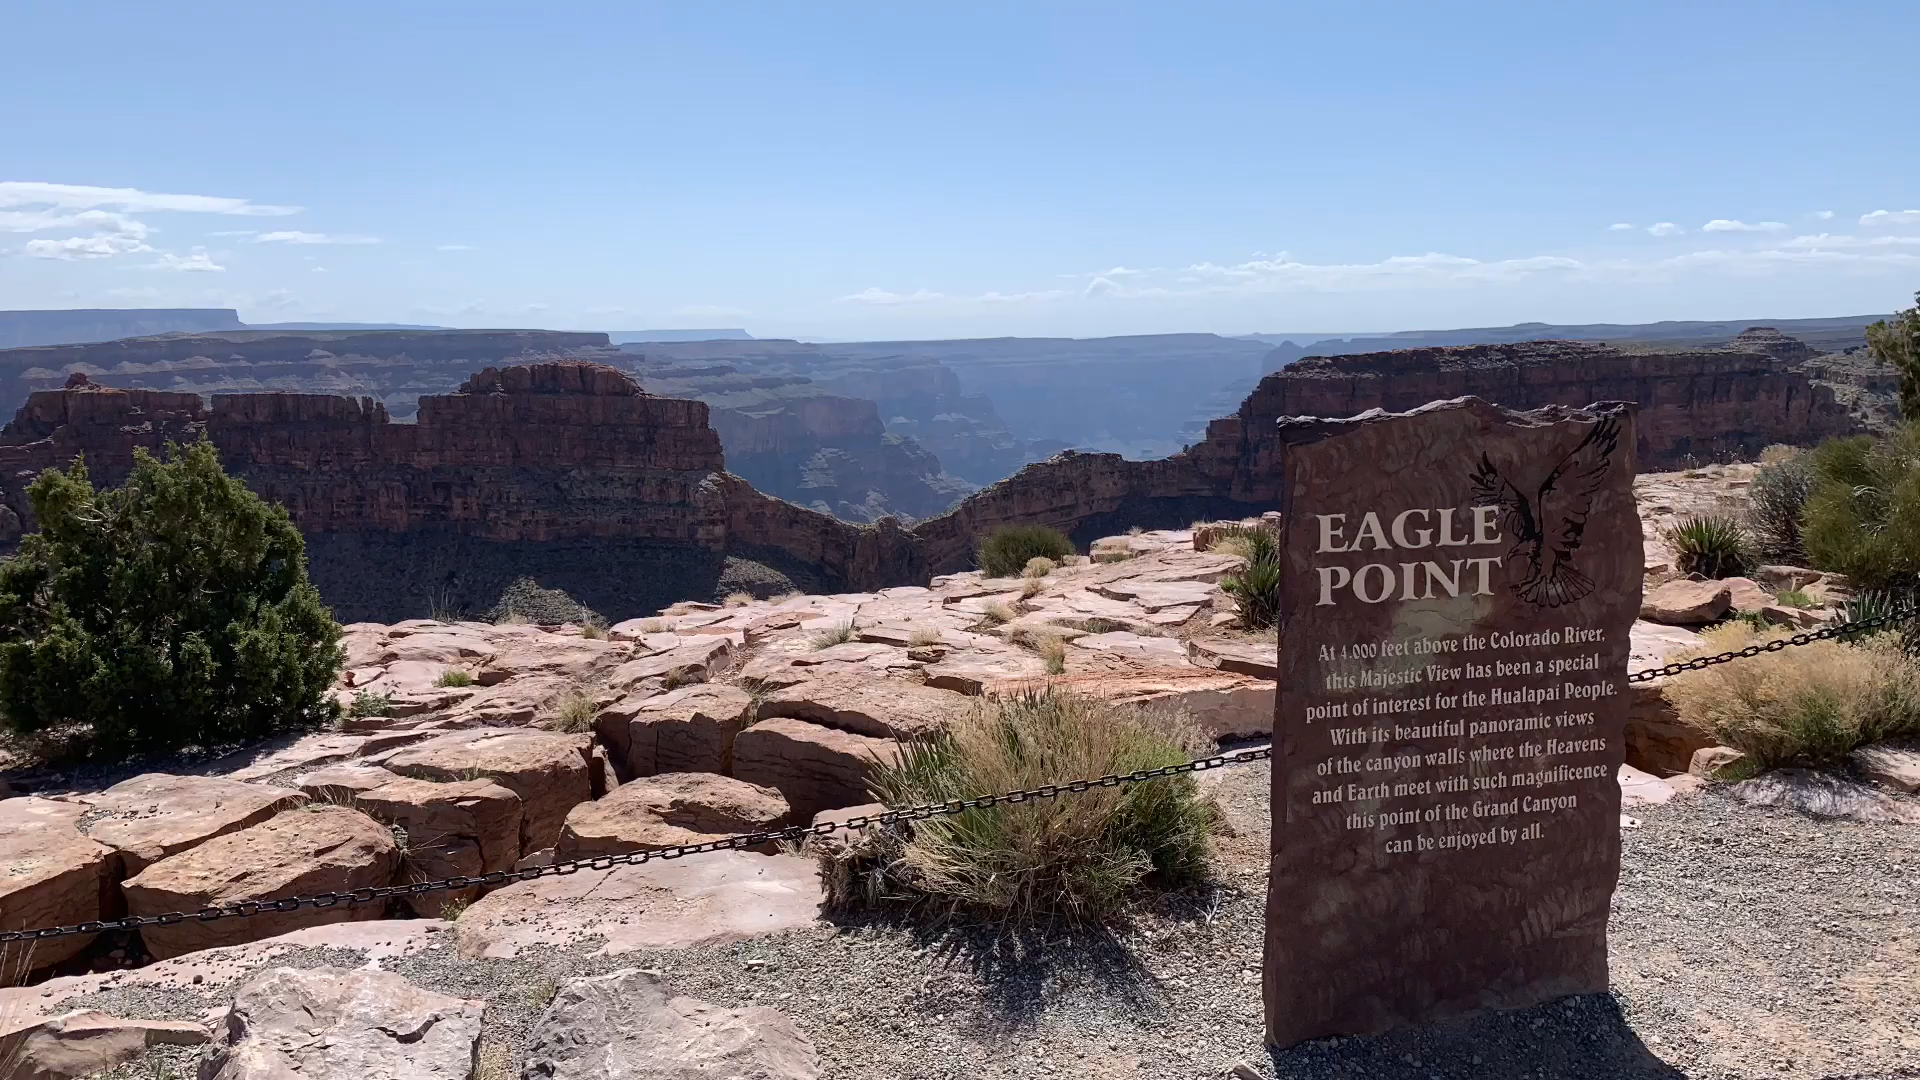 EAGLE
POINT
At 4,000 feet above the Colorado River,
this Majestic View has been a special
point of interest for the Hualapai People.
With its beautiful panoramic views
of the canyon walls where the Heavens
and Earth meet with such magnificence
this point of the Grand Canyon
can be enjoyed by all.